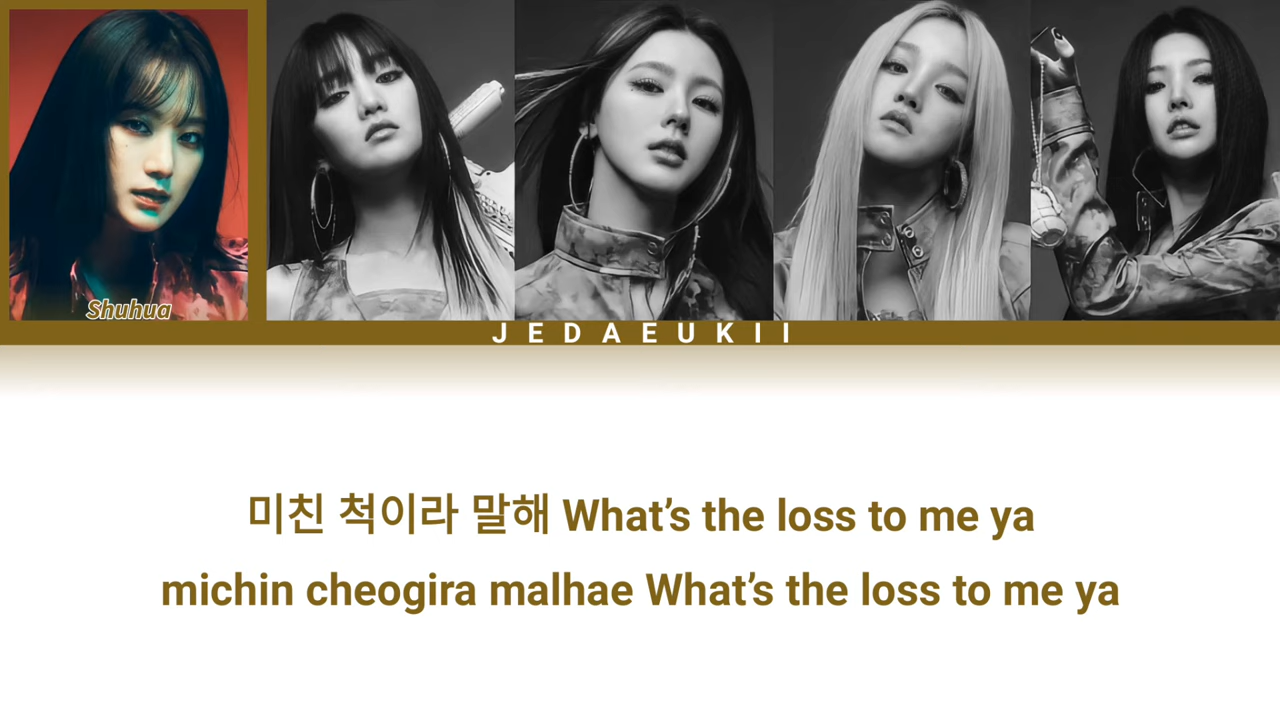 Shuhua
JEDAEUKII
미친 척이라 말해 What’s the loss to me ya
michin cheogira malhae What’s the loss to me ya